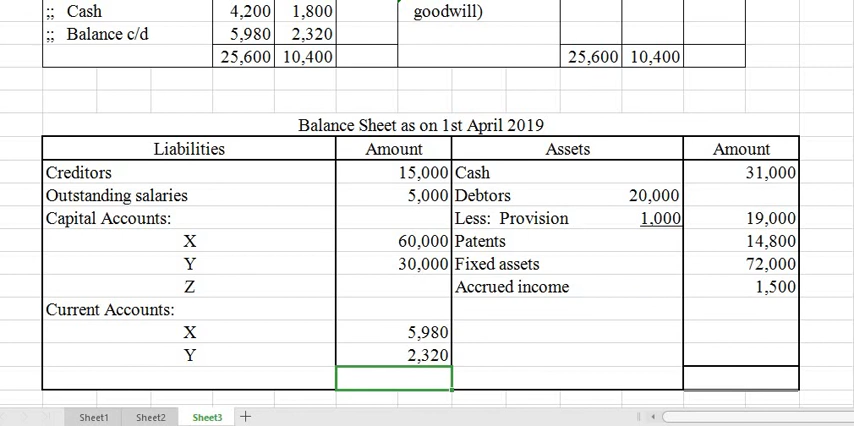 ;; Cash 4,200 1,800 goodwill)
;; Balance c/d 5,980 2,320
25,600 10,400 25,600 10,400
Balance Sheet as on 1st April 2019
Liabilities Amount Assets Amount
Creditors 15,000 Cash 31,000
Outstanding salaries 5,000 Debtors 20,000
Capital Accounts: Less: Provision 1,000 19,000
X 60,000 Patents 14,800
Y 30,000 Fixed assets 72,000
Z Accrued income 1,500
Current Accounts:
X 5,980
Y 2,320
Sheet1 Sheet2 Sheet3 +